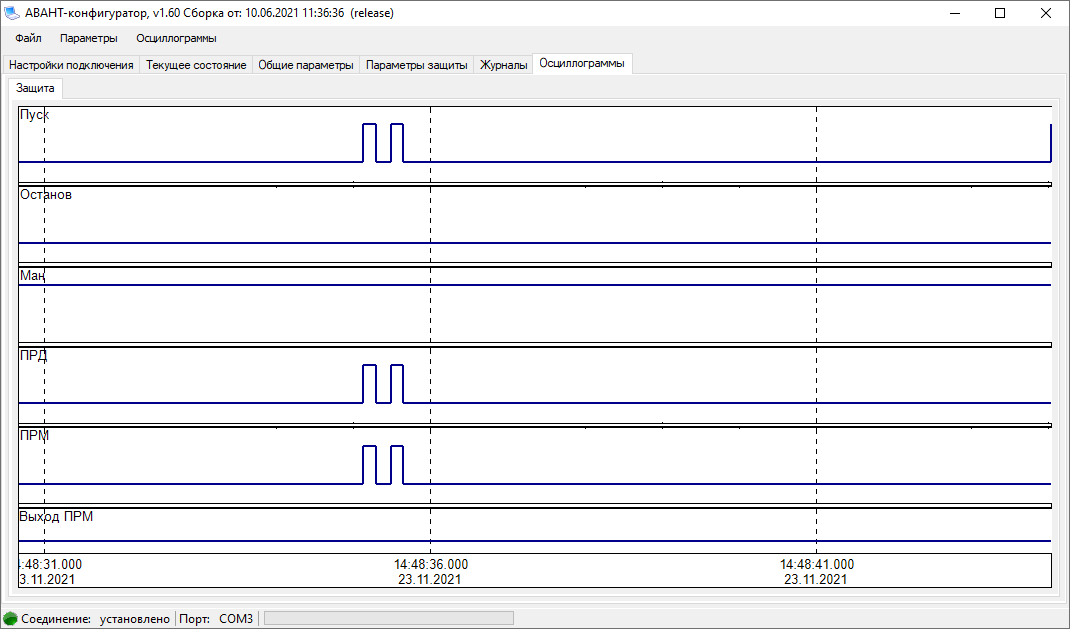 АВАНТ-конфигуратор, v1.60 Сборка от: 10.06.2021 11:36:36 (release)
Файл Параметры Осциллограммы
Настройки подключения Текущее состояние Общие параметры Параметры защиты Журналы Осциллограммы
Защита
Пуск
Останов
Ман
ПРД
ПРМ
Выход ПРМ
:48:31.000 14:48:36.000 14:48:41.000
3.11.2021 23.11.2021 23.11.2021
Соединение: установлено Порт: COM3